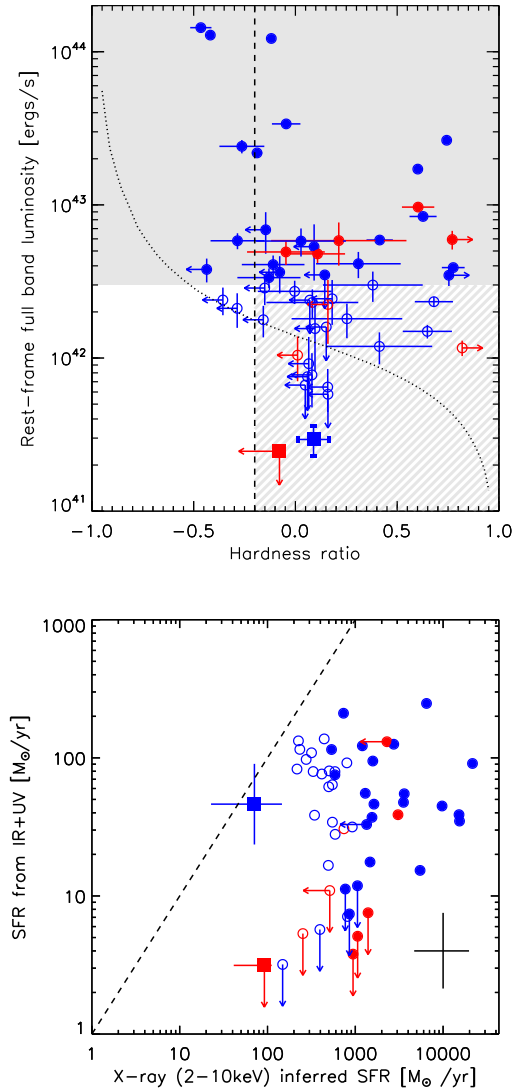 10^44
10^43
10^42
10^41
Rest-frame full band luminosity [ergs/s]
−1.0 −0.5 0.0 0.5 1.0
Hardness ratio
1000
100
10
1
SFR from IR+UV [M⊙/yr]
1 10 100 1000 10000
X-ray (2-10keV) inferred SFR [M⊙/yr]